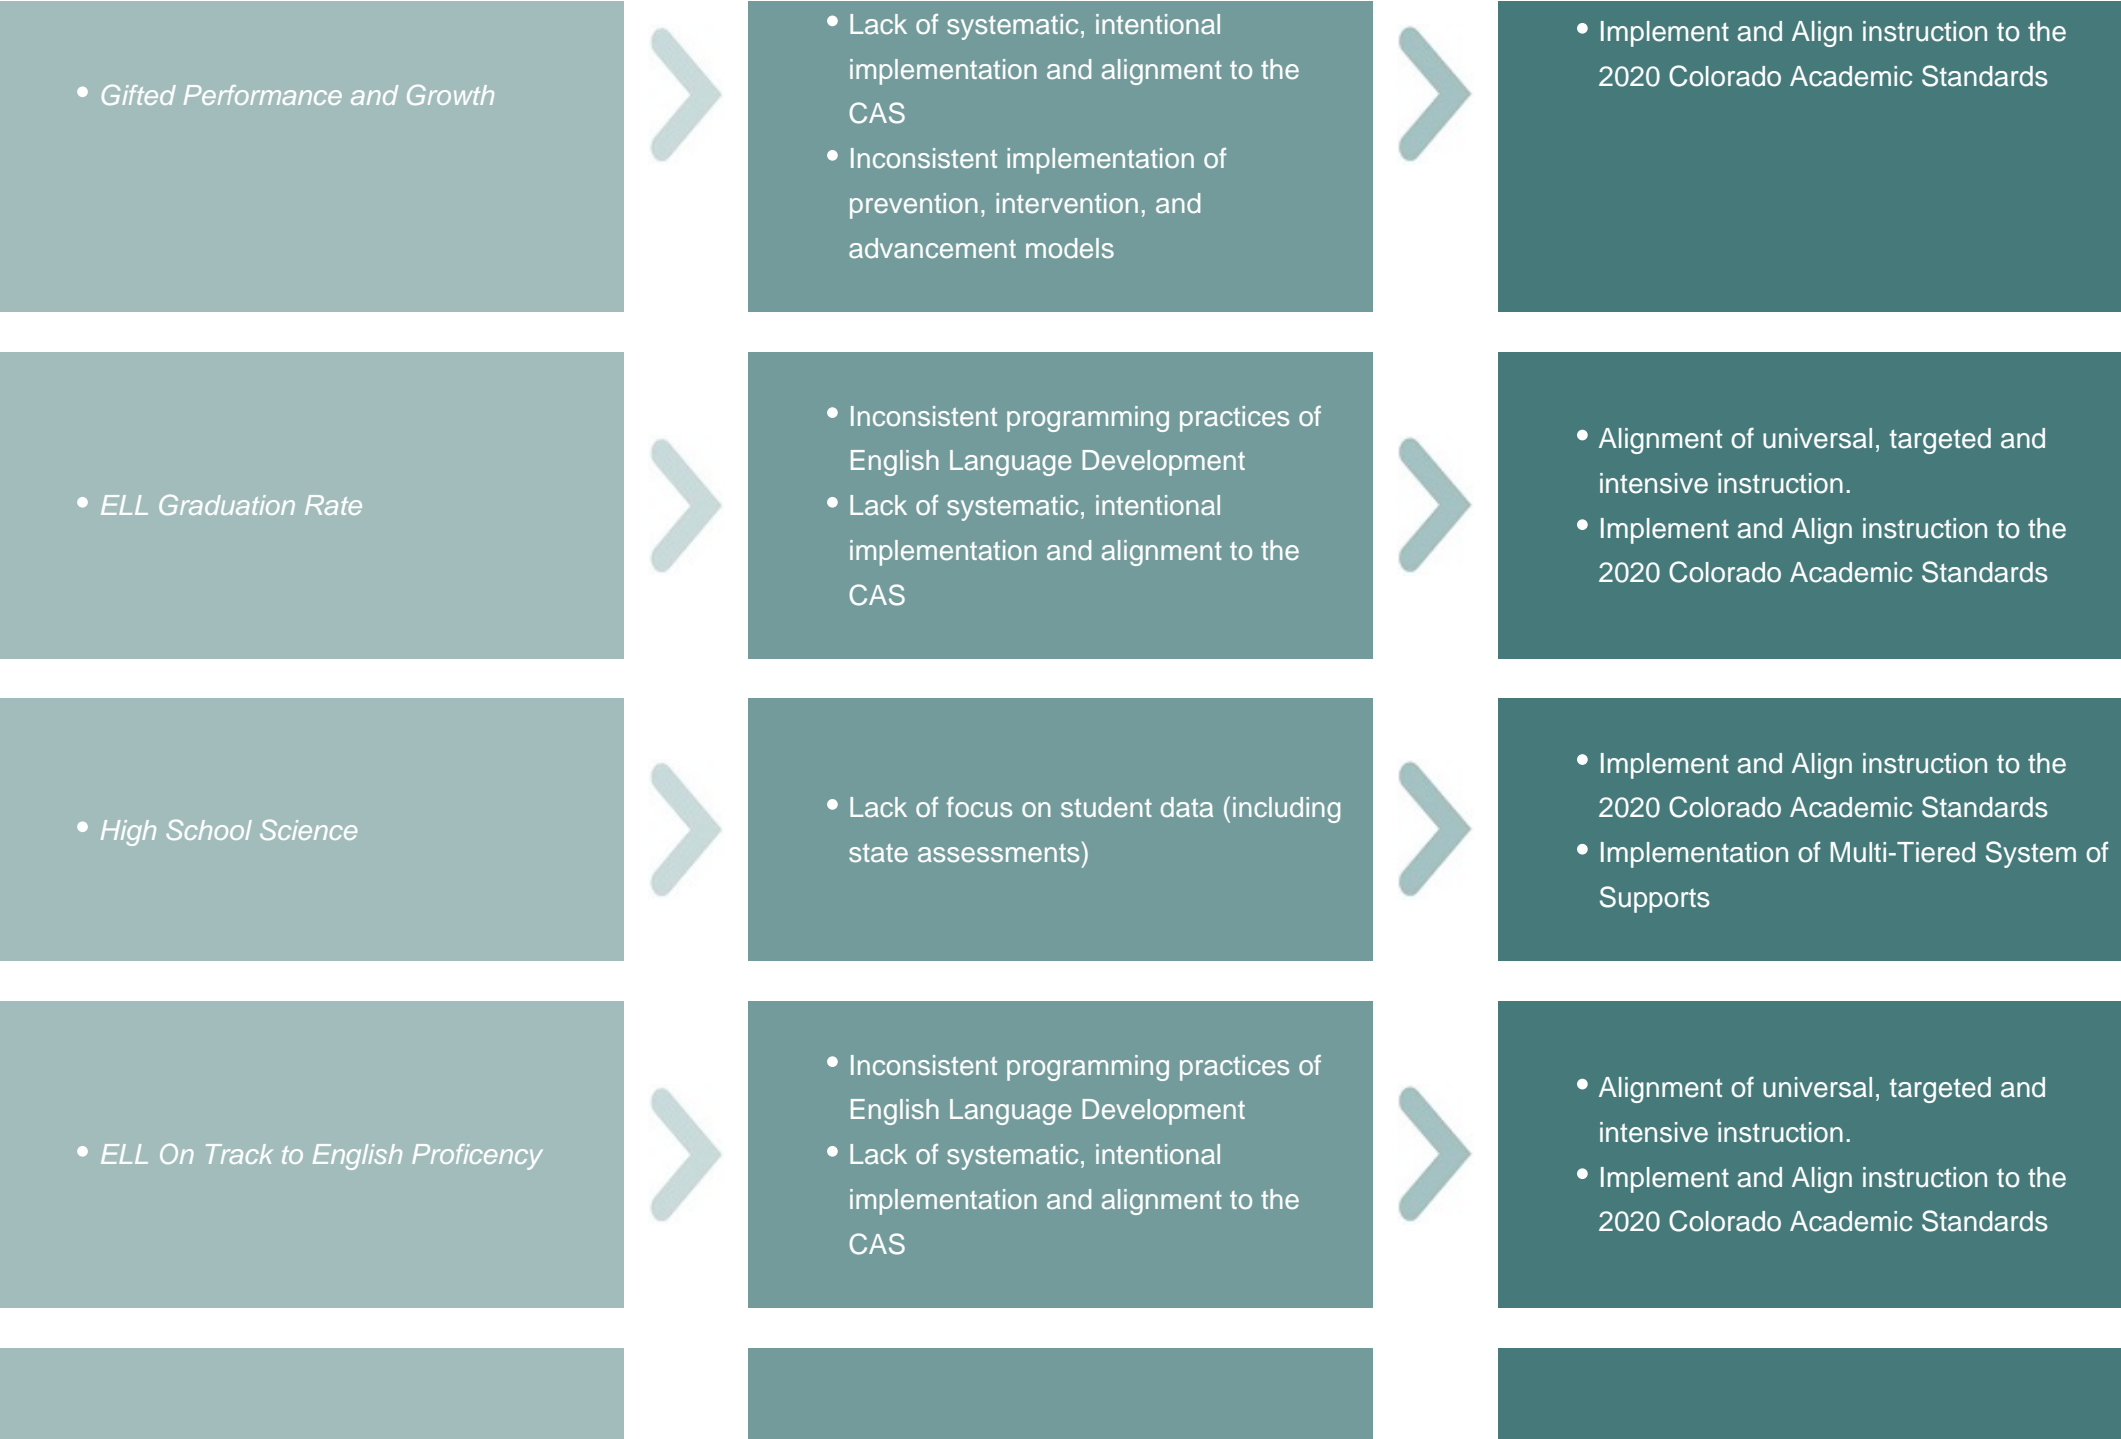 • Gifted Performance and Growth
• Lack of systematic, intentional
implementation and alignment to the
CAS
• Inconsistent implementation of
prevention, intervention, and
advancement models
• Implement and Align instruction to the
2020 Colorado Academic Standards
• ELL Graduation Rate
• Inconsistent programming practices of
English Language Development
• Lack of systematic, intentional
implementation and alignment to the
CAS
• Alignment of universal, targeted and
intensive instruction.
• Implement and Align instruction to the
2020 Colorado Academic Standards
• High School Science
• Lack of focus on student data (including
state assessments)
• Implement and Align instruction to the
2020 Colorado Academic Standards
• Implementation of Multi-Tiered System of
Supports
• ELL On Track to English Proficency
• Inconsistent programming practices of
English Language Development
• Lack of systematic, intentional
implementation and alignment to the
CAS
• Alignment of universal, targeted and
intensive instruction.
• Implement and Align instruction to the
2020 Colorado Academic Standards